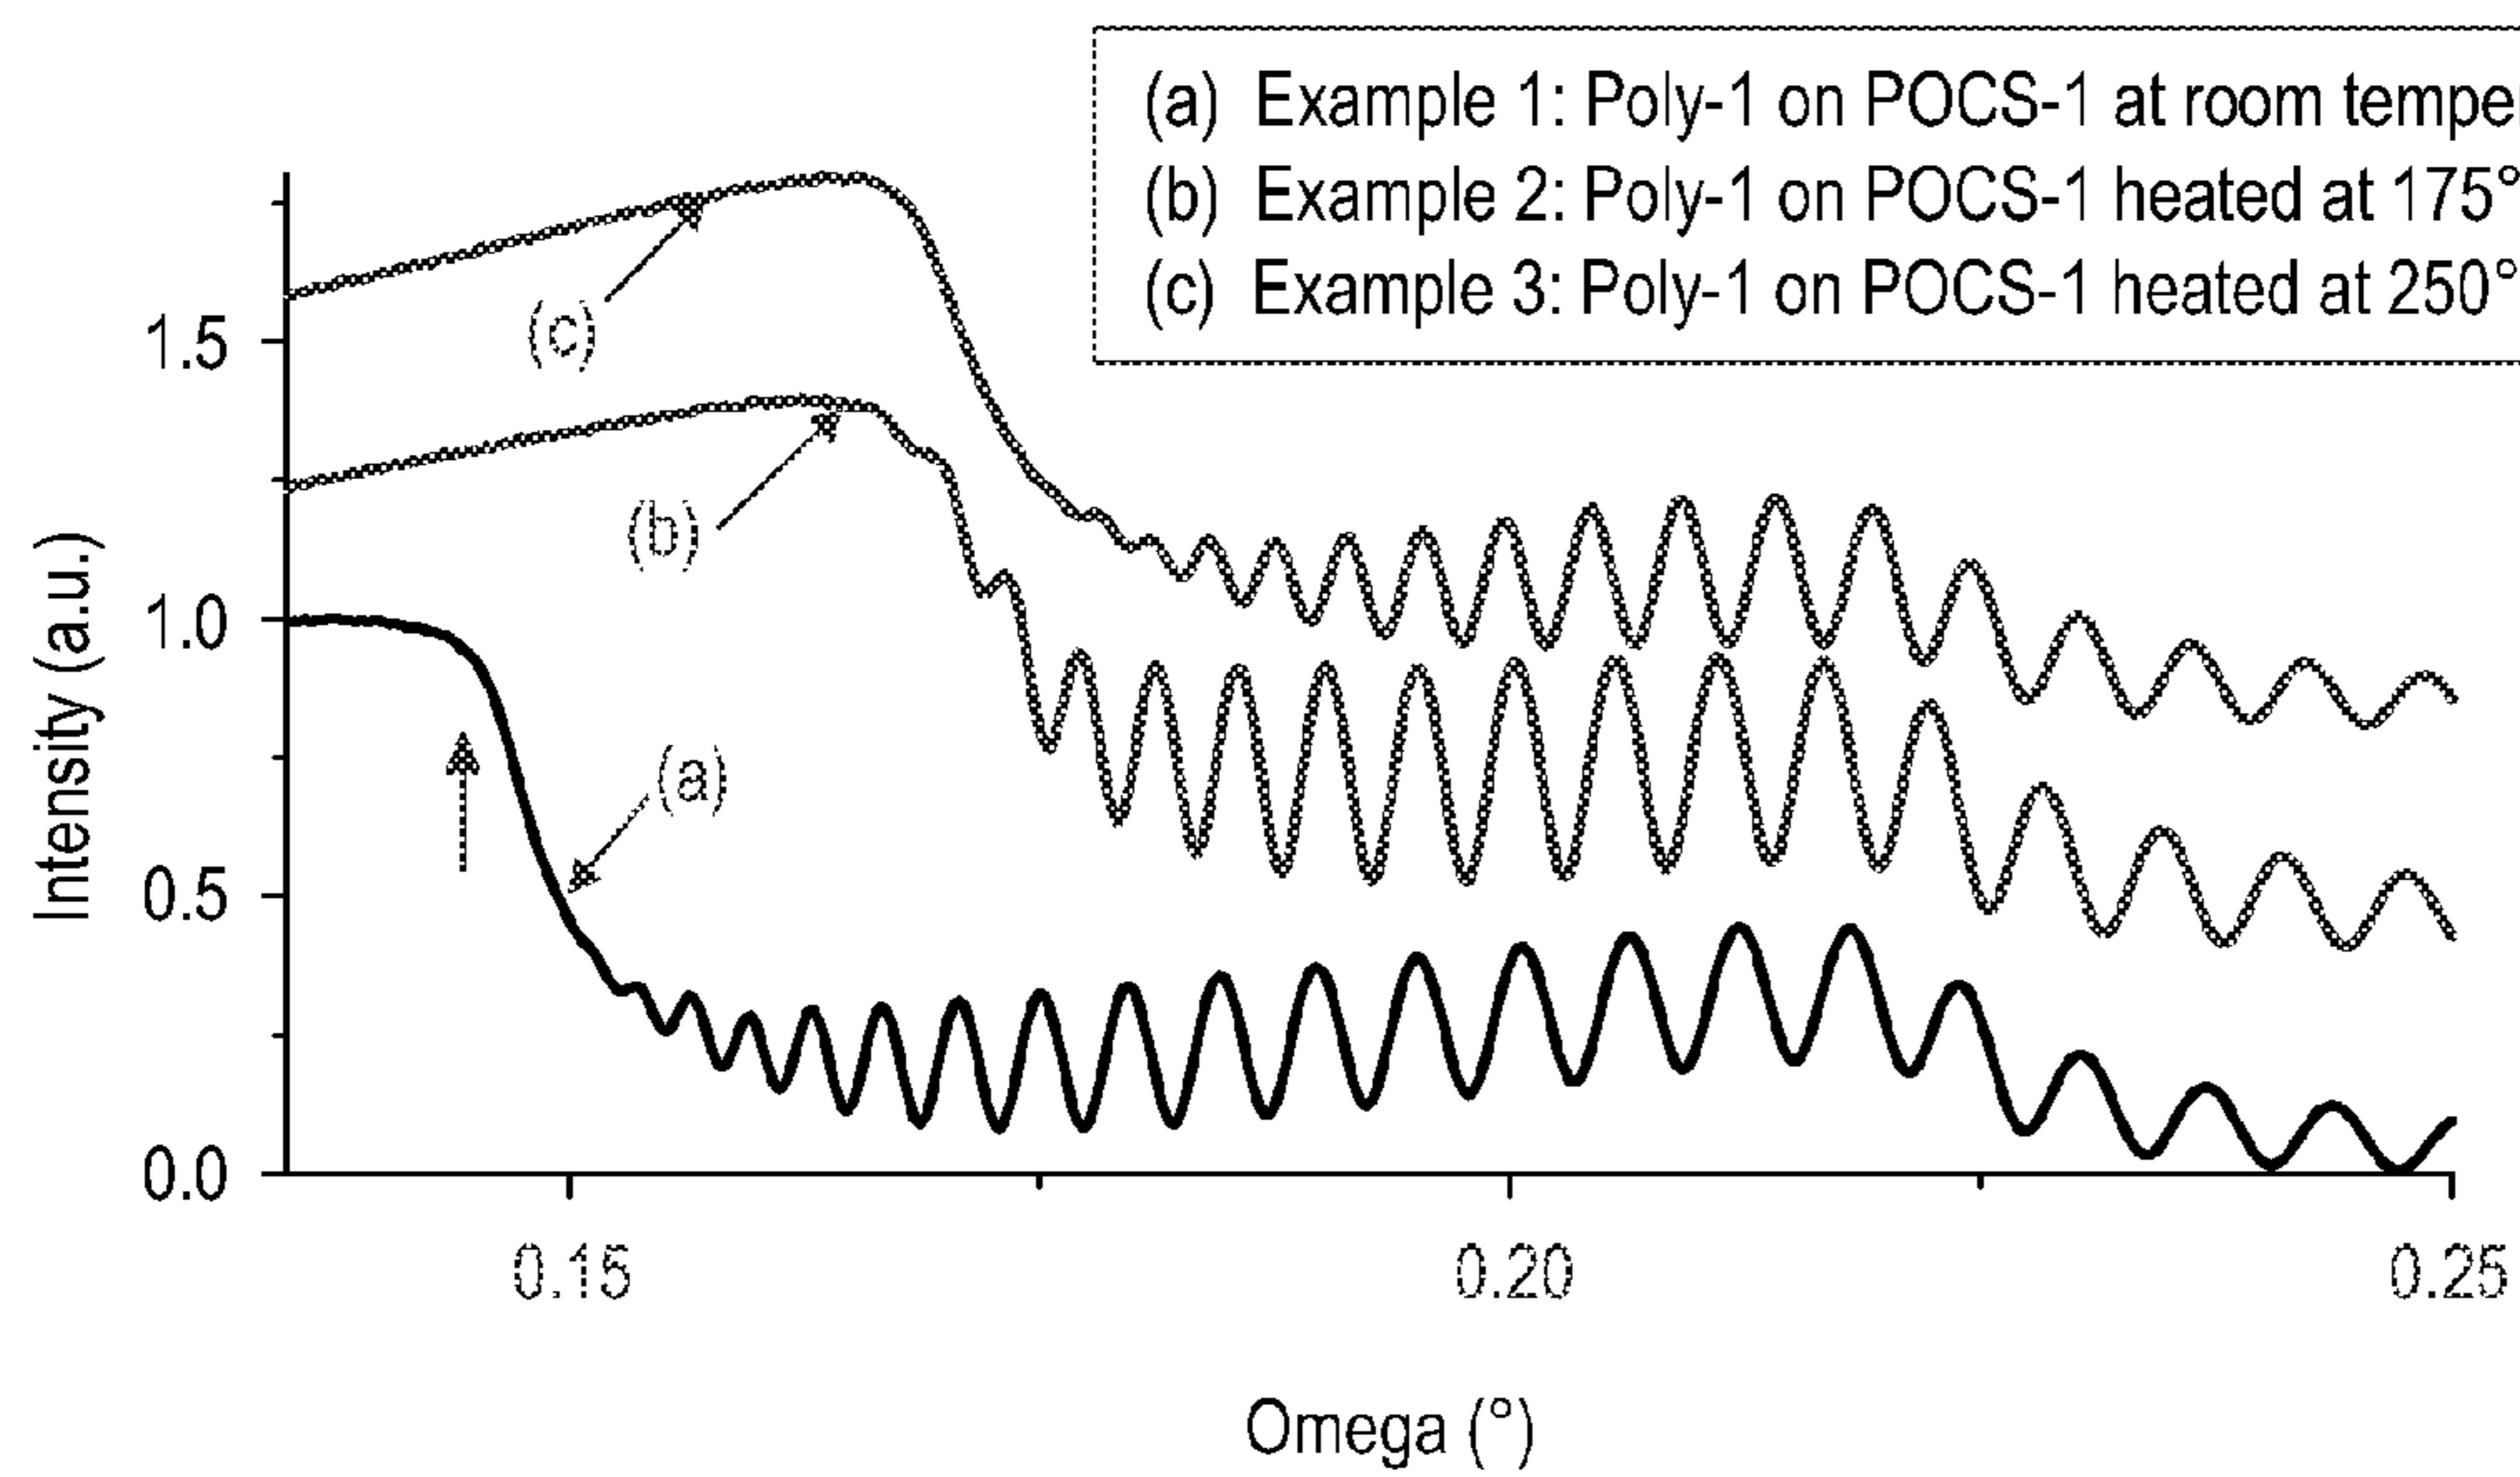 (a) Example 1: Poly-1 on POCS-1 at room
(b) Example 2: Poly-1 on POCS-1 heated at 175°
(c) Example 3: Poly-1 on POCS-1 heated at 250°
(c)
1.5
(b)
1.0
(a)
0.5
0.0
Intensity (a.u.)
0.15 0.20 0.25
Omega (°)